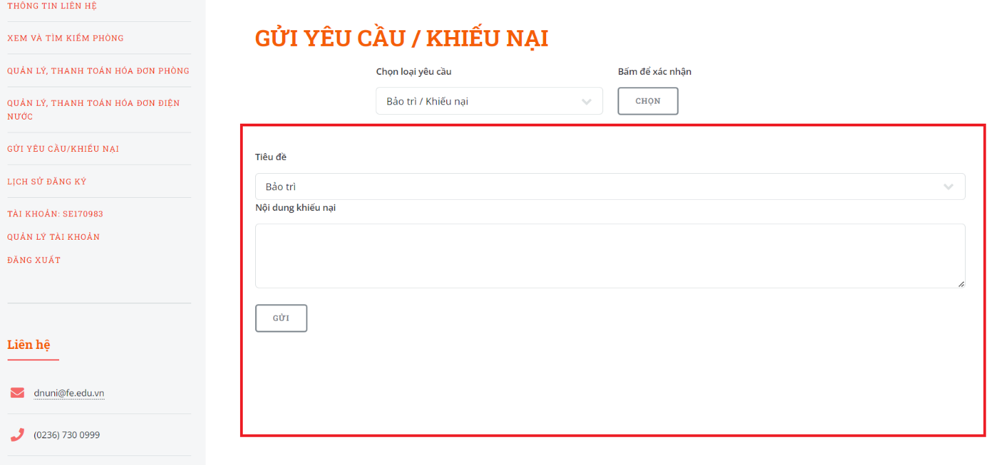 THÔNG TIN LIÊN HỆ
XEM VÀ TÌM KIẾM PHÒNG
QUẢN LÝ, THANH TOÁN HÓA ĐƠN PHÒNG
QUẢN LÝ, THANH TOÁN HÓA ĐƠN ĐIỆN
NƯỚC
GỬI YÊU CẦU/KHIẾU NẠI
LỊCH SỬ ĐĂNG KÝ
TÀI KHOẢN: SE170983
QUẢN LÝ TÀI KHOẢN
ĐĂNG XUẤT
Liên hệ
dnuni@fe.edu.vn
(0236) 730 0999
GỬI YÊU CẦU / KHIẾU NẠI
Chọn loại yêu cầu
Bảo trì / Khiếu nại
Bấm để xác nhận
CHỌN
Tiêu đề
Bảo trì
Nội dung khiếu nại
GỬI